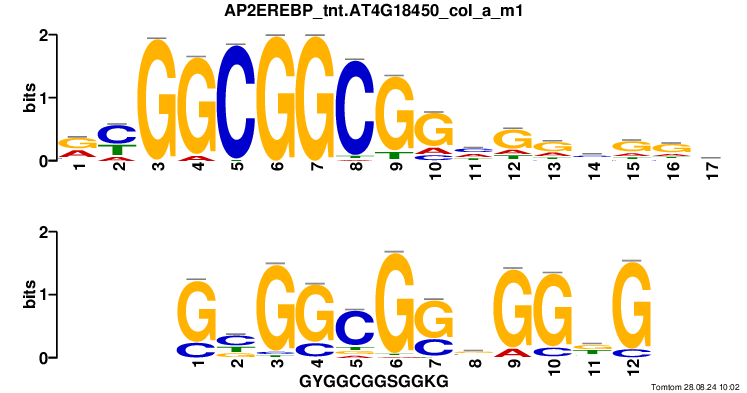 AP2EREBP_tnt.AT4G18450_col_a_m1
2
1
0
bits
1 2 3 4 5 6 7 8 9 10 11 12 13 14 15 16 17
2
1
0
bits
1 2 3 4 5 6 7 8 9 10 11 12
GYGGCGGSGGKG
Tomtom 28.08.24 10:02